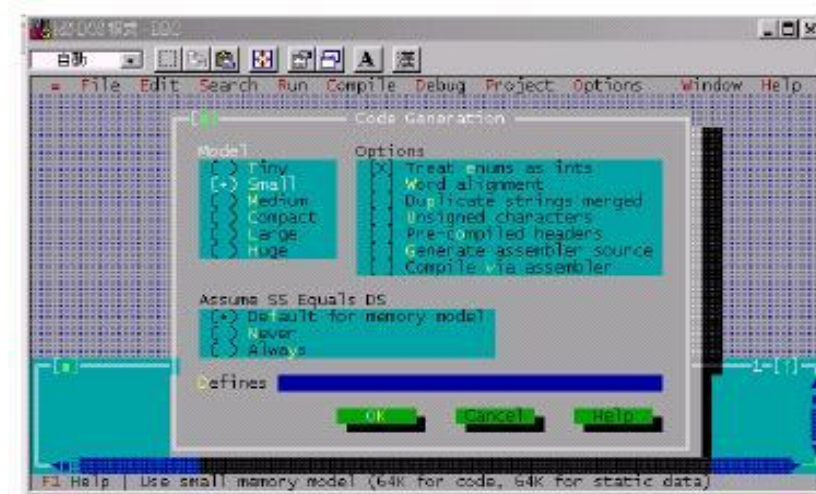 自動
A 漢
≡ File Edit Search Run Compile Debug Project Options Window Help
Code Generation
Model
( ) Tiny
(•) Small
( ) Medium
( ) Compact
( ) Large
( ) Huge
Options
[X] Treat enums as ints
[ ] Word alignment
[ ] Duplicate strings merged
[ ] Unsigned characters
[ ] Pre-compiled headers
[ ] Generate assembler source
[ ] Compile via assembler
Assume SS Equals DS
(•) Default for memory model
( ) Never
( ) Always
Defines
OK Cancel Help
1-[↑]
F1 Help | Use small memory model (64K for code, 64K for static data)